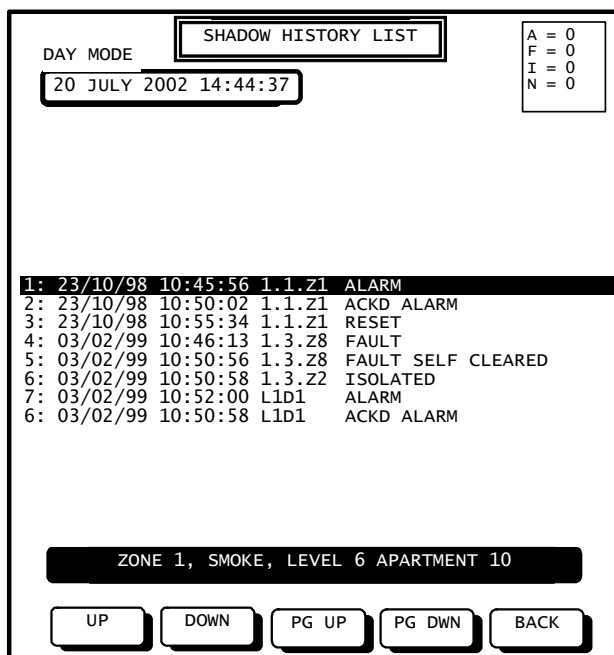 SHADOW HISTORY LIST
DAY MODE
A = 0
F = 0
I = 0
N = 0
20 JULY 2002 14:44:37
1: 23/10/98 10:45:56 1.1.Z1 ALARM
2: 23/10/98 10:50:02 1.1.Z1 ACKD ALARM
3: 23/10/98 10:55:34 1.1.Z1 RESET
4: 03/02/99 10:46:13 1.3.Z8 FAULT
5: 03/02/99 10:50:56 1.3.Z8 FAULT SELF CLEARED
6: 03/02/99 10:50:58 1.3.Z2 ISOLATED
7: 03/02/99 10:52:00 L1D1 ALARM
6: 03/02/99 10:50:58 L1D1 ACKD ALARM
ZONE 1, SMOKE, LEVEL 6 APARTMENT 10
UP DOWN PG UP PG DWN BACK